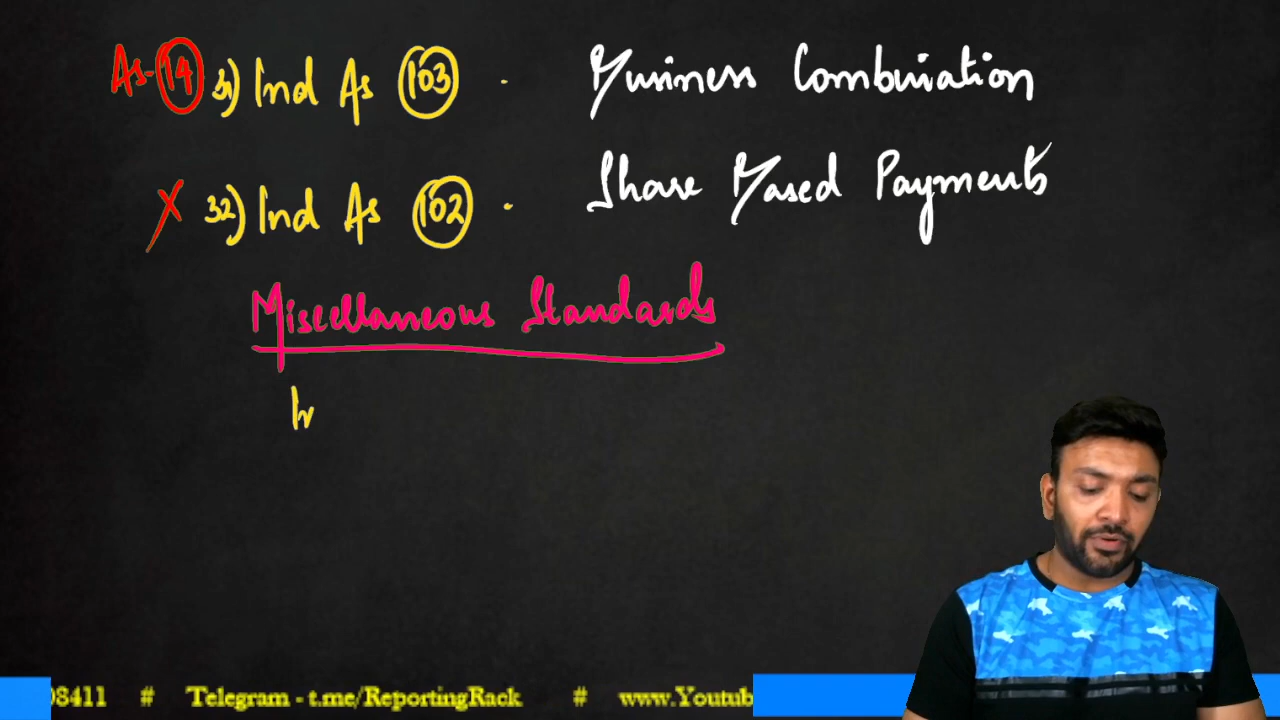 As-14 31) Ind As 103 . Business Combination
X 32) Ind As 102 . Share Based Payments
Miscellaneous Standards
08411 # Telegram - t.me/ReportingRack # www.Youtub